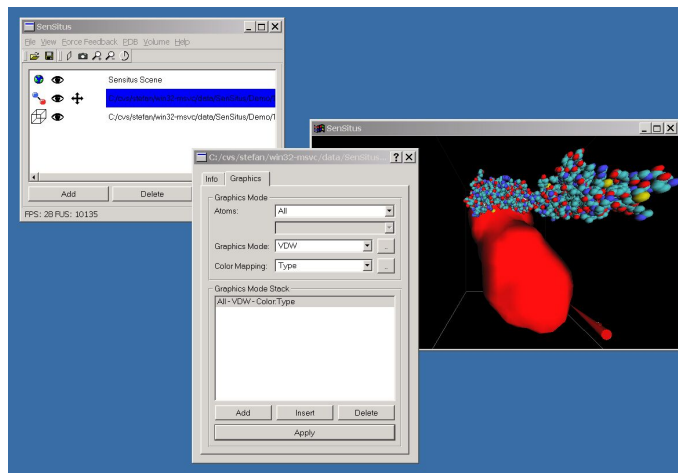 SenSitus
File View Force Feedback PDB Volume Help
Sensitus Scene
C:/cvs/stefan/win32-msvc/data/SenSitus/Demo/1
Add Delete
FPS: 28 FUS: 10135
SenSitus
C:/cvs/stefan/win32-msvc/data/SenSitus...
Info Graphics
Graphics Mode
Atoms: All
Graphics Mode: VDW ..
Color Mapping: Type ..
Graphics Mode Stack
All-VDW-Color:Type
Add Insert Delete
Apply